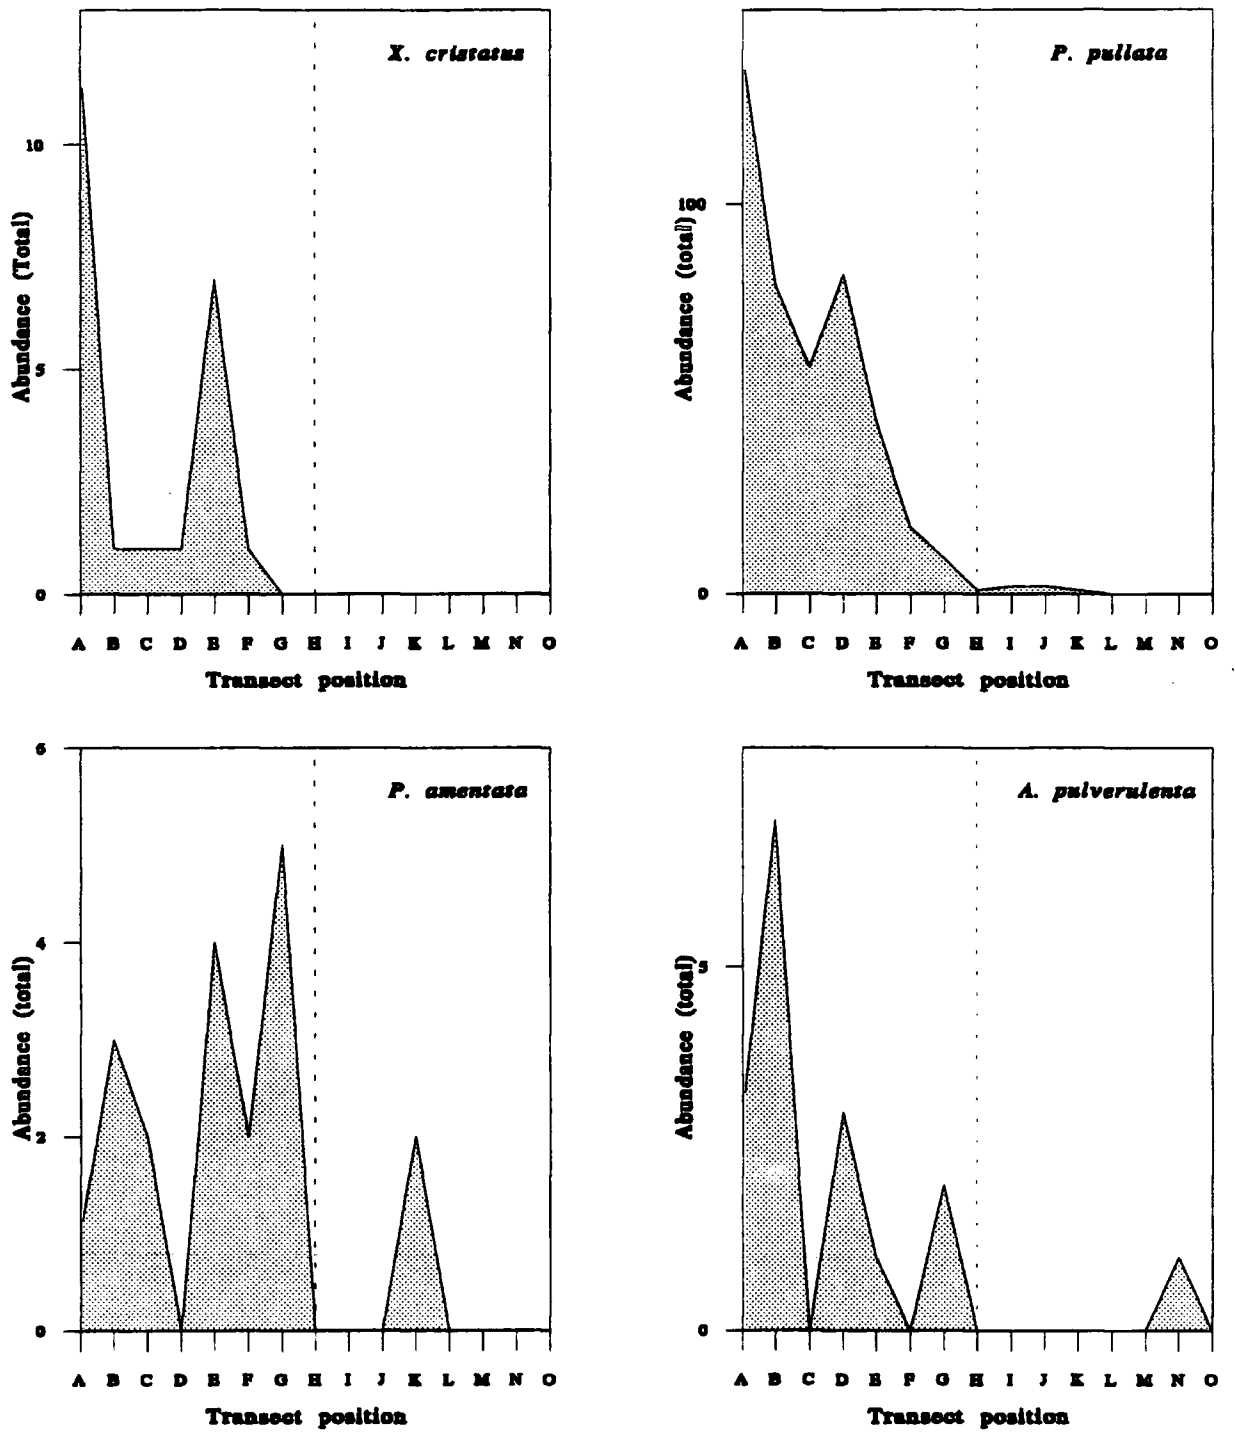 X. cristatus
10
5
0
Abundance (Total)
A B C D E F G H I J K L M N O
Transect position
P. pullata
100
0
Abundance (total)
A B C D E F G H I J K L M N O
Transect position
P. amentata
6
4
2
0
Abundance (total)
A B C D E F G H I J K L M N O
Transect position
A. pulverulenta
5
0
Abundance (total)
A B C D E F G H I J K L M N O
Transect position